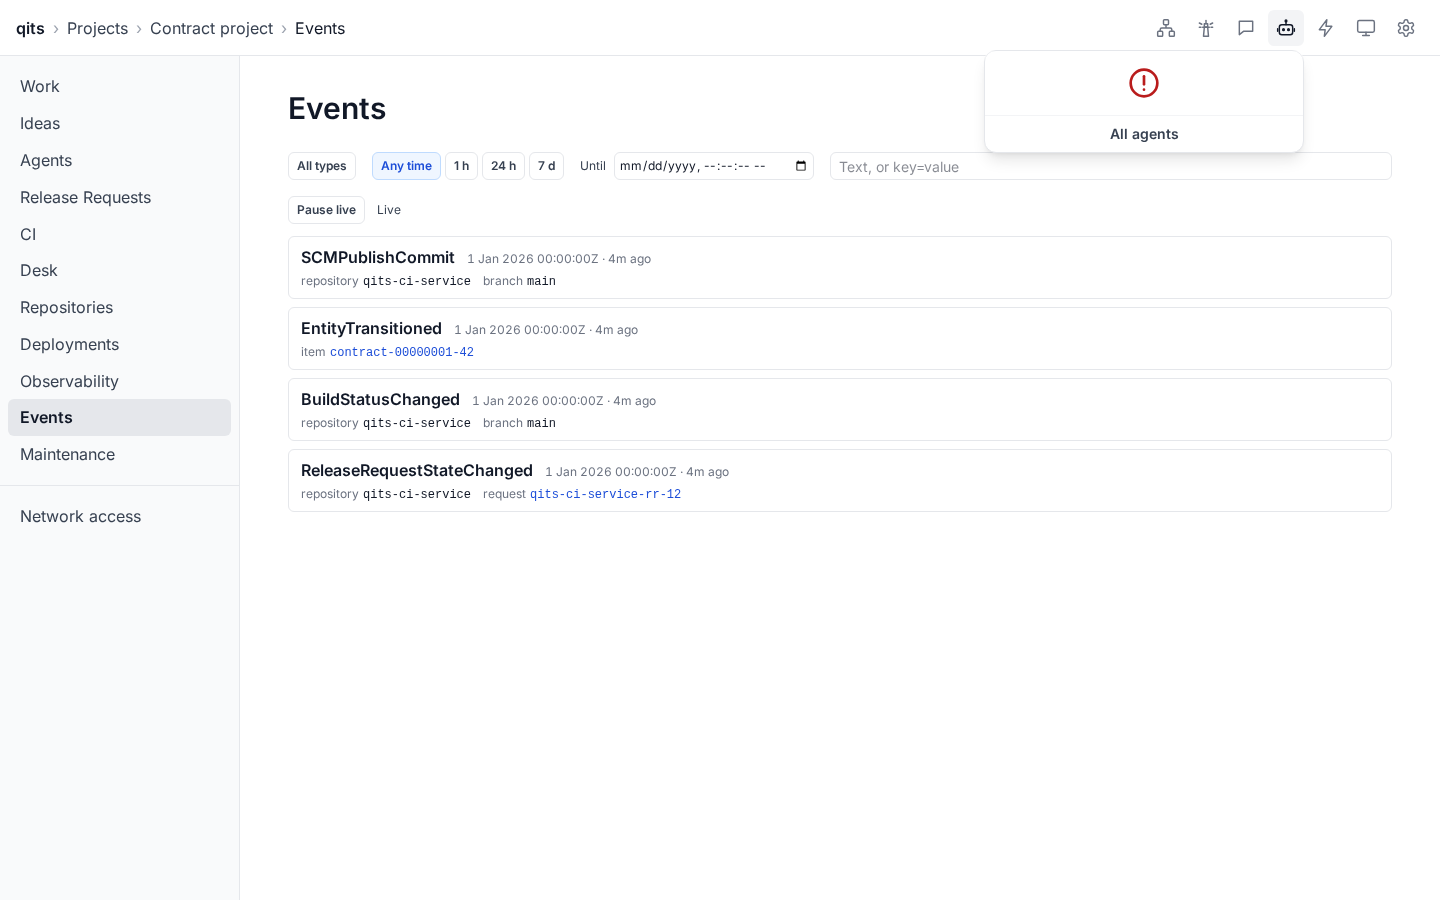 qits › Projects › Contract project › Events
All agents
Work
Ideas
Agents
Release Requests
CI
Desk
Repositories
Deployments
Observability
Events
Maintenance
Network access
Events
All types Any time 1 h 24 h 7 d Until mm/dd/yyyy, --:--:-- -- Text, or key=value
Pause live Live
SCMPublishCommit 1 Jan 2026 00:00:00Z · 4m ago
repository qits-ci-service branch main
EntityTransitioned 1 Jan 2026 00:00:00Z · 4m ago
item contract-00000001-42
BuildStatusChanged 1 Jan 2026 00:00:00Z · 4m ago
repository qits-ci-service branch main
ReleaseRequestStateChanged 1 Jan 2026 00:00:00Z · 4m ago
repository qits-ci-service request qits-ci-service-rr-12